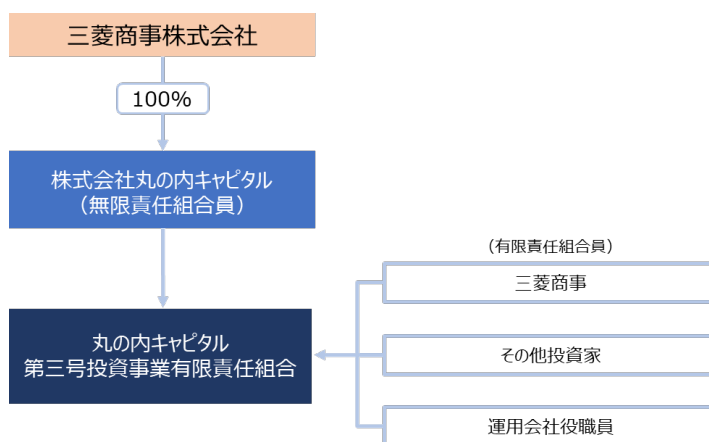 三菱商事株式会社
100%
株式会社丸の内キャピタル
（無限責任組合員）
丸の内キャピタル
第三号投資事業有限責任組合
（有限責任組合員）
三菱商事
その他投資家
運用会社役職員